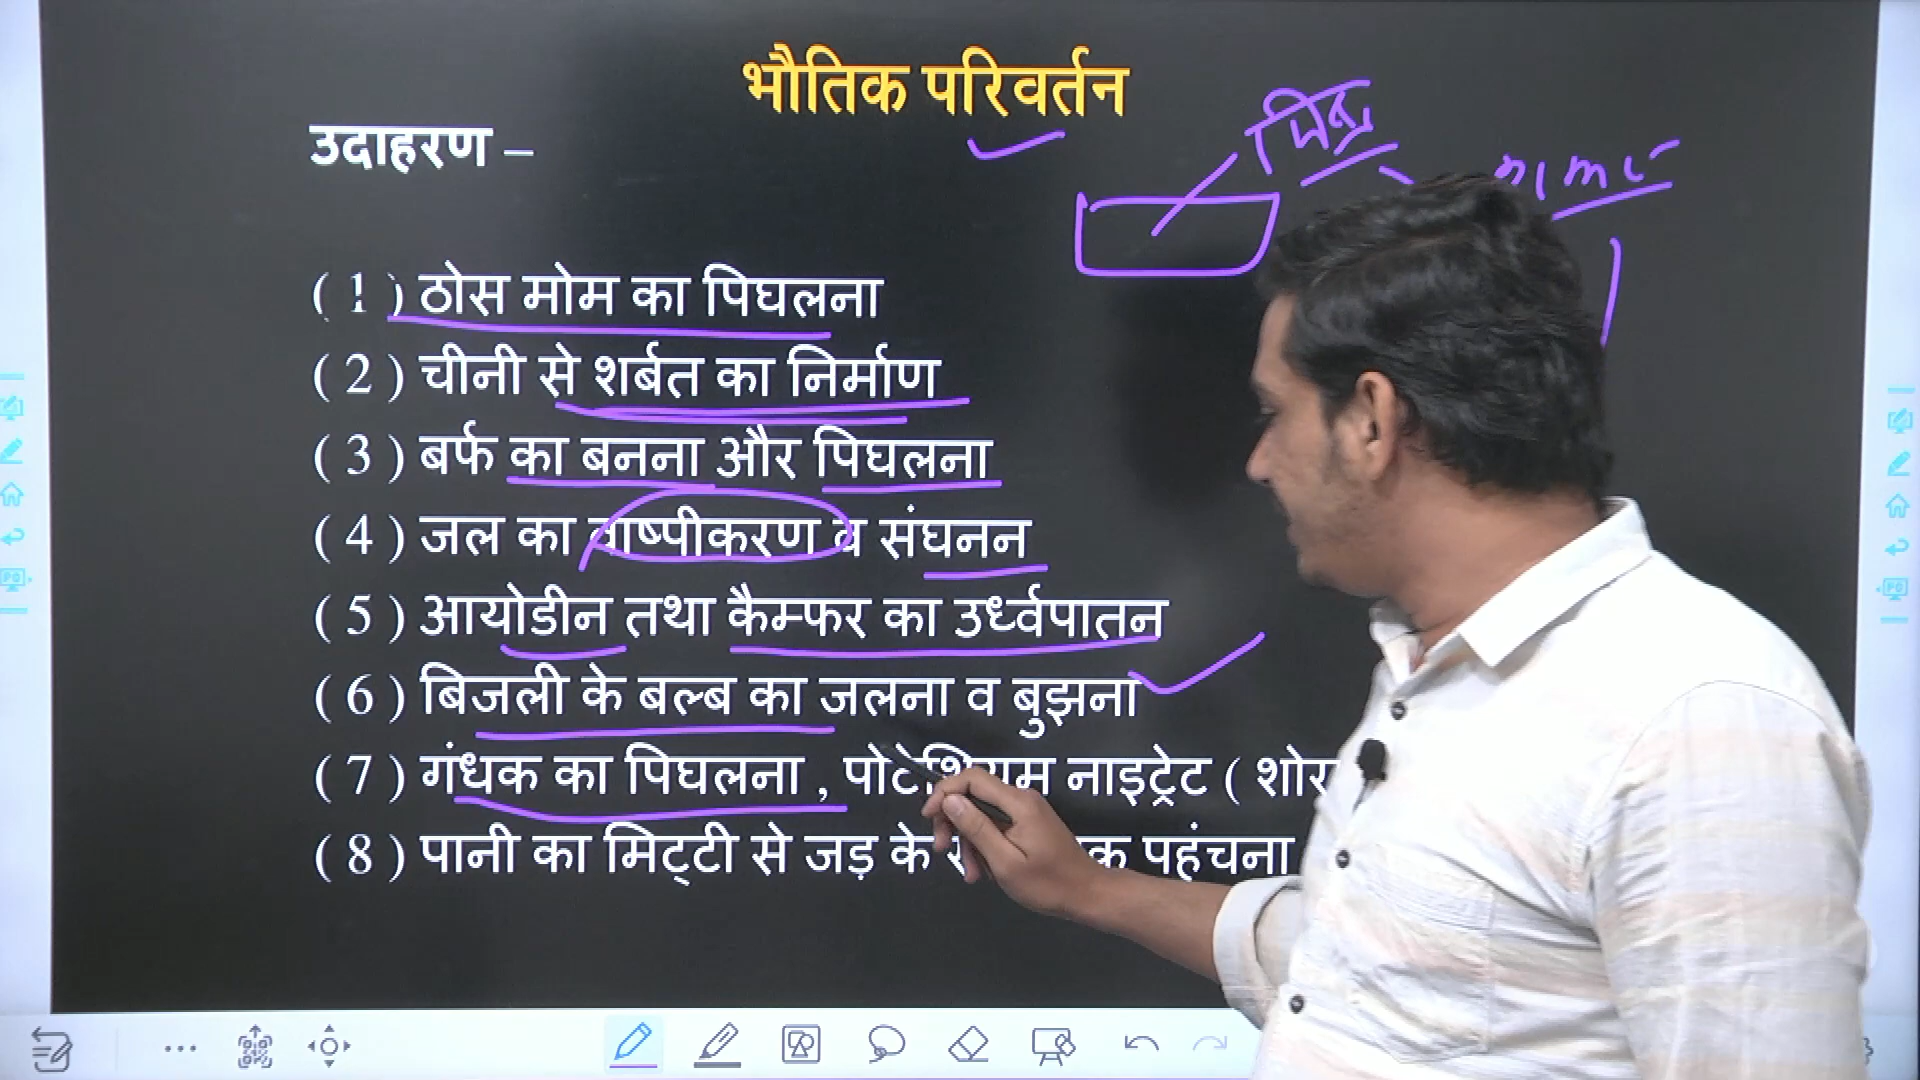 भौतिक परिवर्तन
उदाहरण –
मिश्र
( 1 ) ठोस मोम का पिघलना
( 2 ) चीनी से शर्बत का निर्माण
( 3 ) बर्फ का बनना और पिघलना
( 4 ) जल का वाष्पीकरण व संघनन
( 5 ) आयोडीन तथा कैम्फर का उर्ध्वपातन
( 6 ) बिजली के बल्ब का जलना व बुझना
( 7 ) गंधक का पिघलना , पोटेशियम नाइट्रेट (
( 8 ) पानी का मिट्टी से जड़ के पहंचना